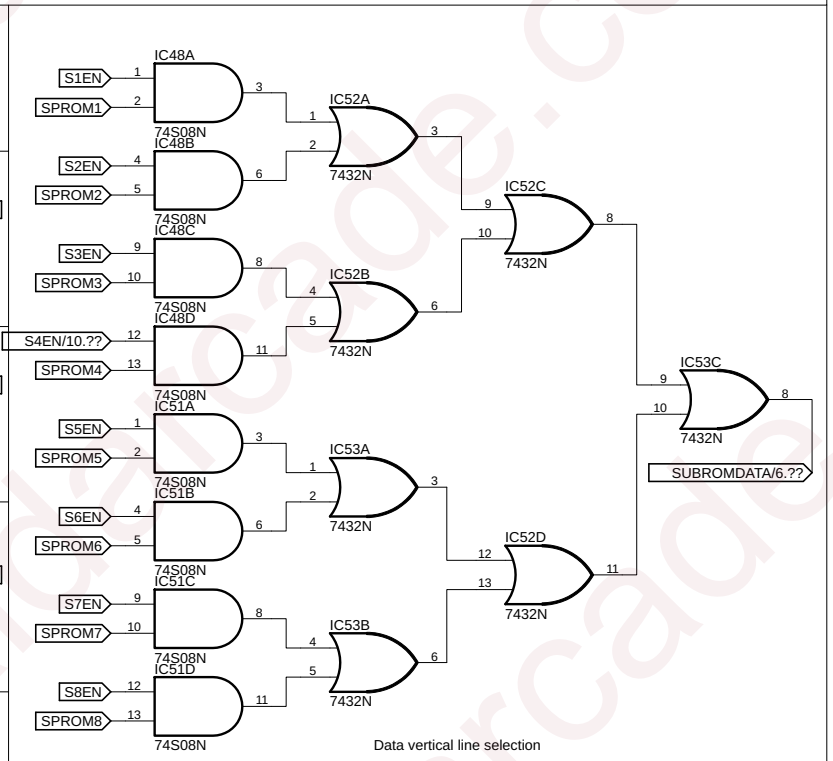 IC48A
S1EN 1
SPROM1 2
3
74S08N
IC48B
S2EN 4
SPROM2 5
6
74S08N
IC48C
S3EN 9
SPROM3 10
8
74S08N
IC48D
S4EN/10.?? 12
SPROM4 13
11
74S08N
IC51A
S5EN 1
SPROM5 2
3
74S08N
IC51B
S6EN 4
SPROM6 5
6
74S08N
IC51C
S7EN 9
SPROM7 10
8
74S08N
IC51D
S8EN 12
SPROM8 13
11
74S08N
IC52A
1
2
3
7432N
IC52B
4
5
6
7432N
IC53A
1
2
3
7432N
IC53B
4
5
6
7432N
IC52C
9
10
8
7432N
IC52D
12
13
11
7432N
IC53C
9
10
8
7432N
SUBROMDATA/6.??
Data vertical line selection